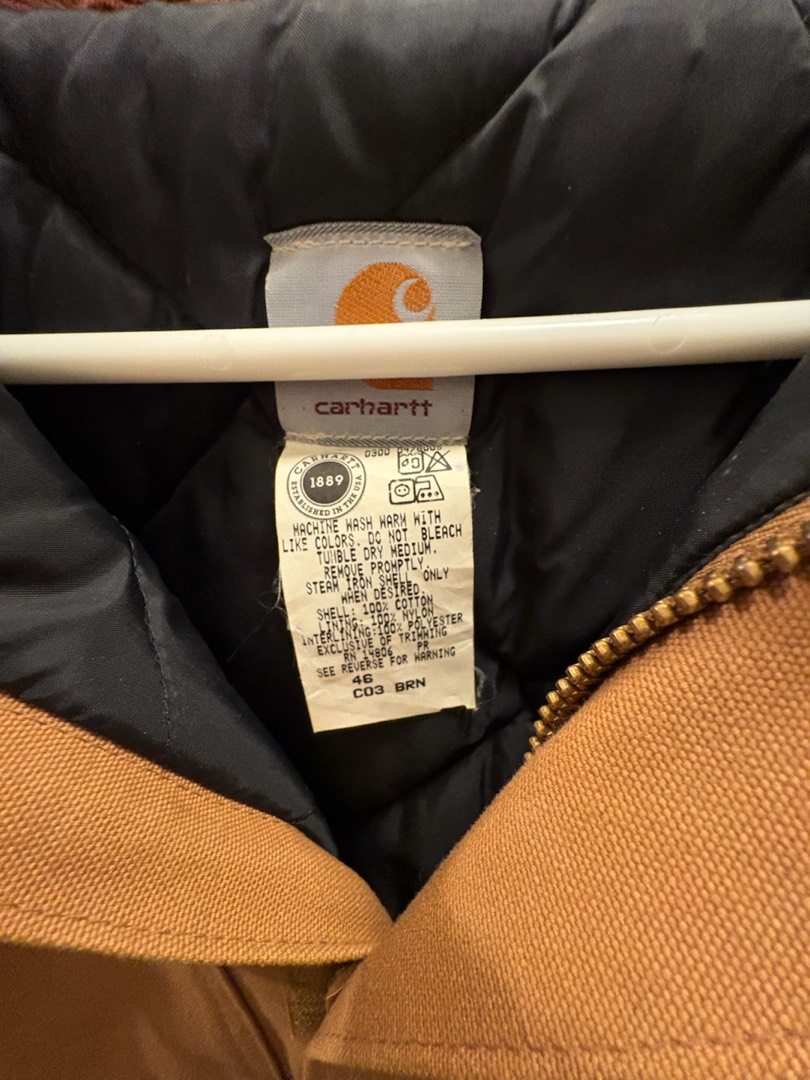 carhartt
CARHARTT
1889
ESTABLISHED IN THE USA
MACHINE WASH WARM WITH
LIKE COLORS. DO NOT BLEACH
TUMBLE DRY MEDIUM.
REMOVE PROMPTLY.
STEAM IRON SHELL ONLY
WHEN DESIRED.
SHELL: 100% COTTON
LINING: 100% NYLON
INTERLINING:100% POLYESTER
EXCLUSIVE OF TRIMMING
RN 14806 PR
SEE REVERSE FOR WARNING
46
C03 BRN